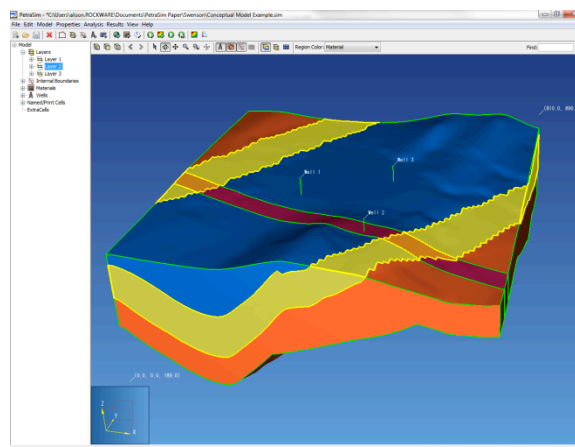 PetraSim - "C:\Users\alison.ROCKWARE\Documents\PetraSim Paper\Swenson\Conceptual Model Example.sim
File Edit Model Properties Analysis Results View Help
Region Color: Material
Find:
Model
Layers
Layer 1
Layer 2
Layer 3
Internal Boundaries
Materials
Wells
Named/Print Cells
ExtraCells
Well 1
Well 3
Well 2
Z
Y
X